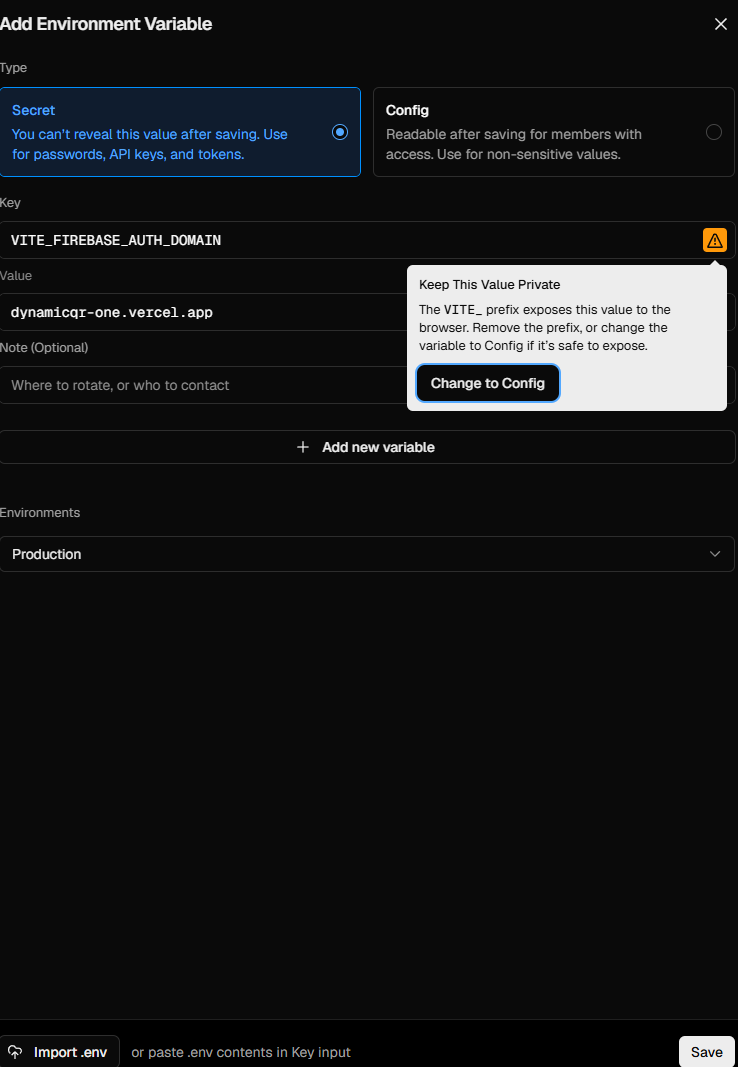 Add Environment Variable
Type
Secret
You can't reveal this value after saving. Use
for passwords, API keys, and tokens.
Config
Readable after saving for members with
access. Use for non-sensitive values.
Key
VITE_FIREBASE_AUTH_DOMAIN
Value
dynamicqr-one.vercel.app
Keep This Value Private
The VITE_ prefix exposes this value to the
browser. Remove the prefix, or change the
variable to Config if it's safe to expose.
Change to Config
Note (Optional)
Where to rotate, or who to contact
Add new variable
Environments
Production
Import .env
or paste .env contents in Key input
Save